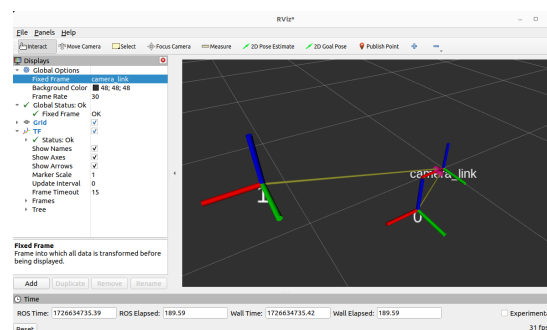 RViz*
File Panels Help
Interact Move Camera Select Focus Camera Measure 2D Pose Estimate 2D Goal Pose Publish Point
Displays
Global Options
Fixed Frame camera_link
Background Color 48; 48; 48
Frame Rate 30
Global Status: Ok
Fixed Frame OK
Grid
TF
Status: Ok
Show Names
Show Axes
Show Arrows
Marker Scale 1
Update Interval 0
Frame Timeout 15
Frames
Tree
camera_link
1
0
Fixed Frame
Frame into which all data is transformed before
being displayed.
Add Duplicate Remove Rename
Time
ROS Time: 1726634735.39 ROS Elapsed: 189.59 Wall Time: 1726634735.42 Wall Elapsed: 189.59 Experiment
Reset 31 fp